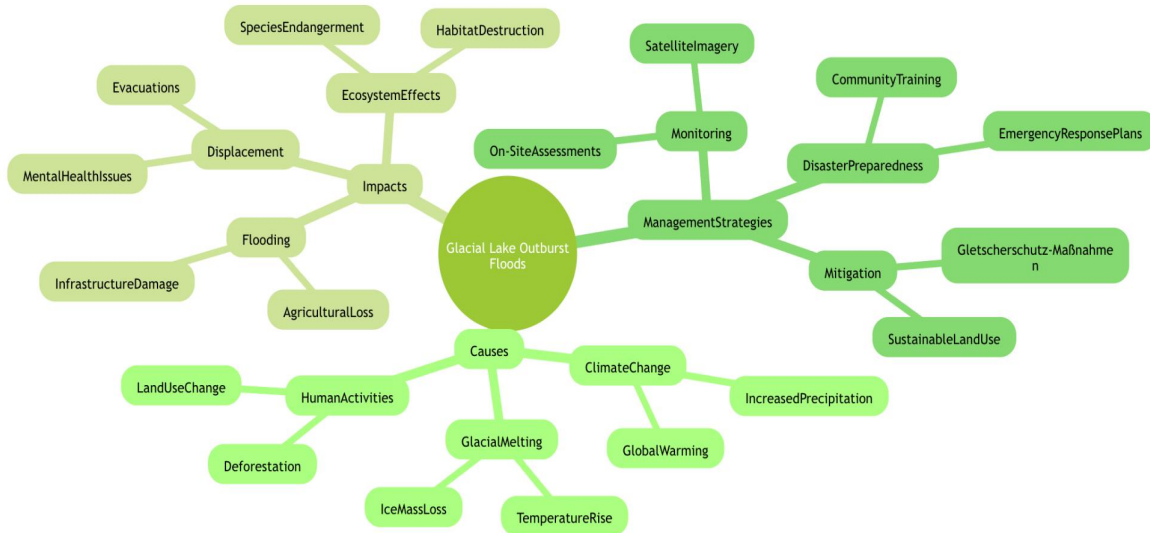 SpeciesEndangerment
HabitatDestruction
SatelliteImagery
CommunityTraining
Evacuations
EcosystemEffects
Monitoring
EmergencyResponsePlans
Displacement
On-SiteAssessments
DisasterPreparedness
MentalHealthIssues
Impacts
ManagementStrategies
Flooding
Glacial Lake Outburst
Floods
Gletscherschutz-Maßnahme
n
InfrastructureDamage
Mitigation
AgriculturalLoss
SustainableLandUse
Causes
ClimateChange
LandUseChange
HumanActivities
IncreasedPrecipitation
GlacialMelting
GlobalWarming
Deforestation
IceMassLoss
TemperatureRise